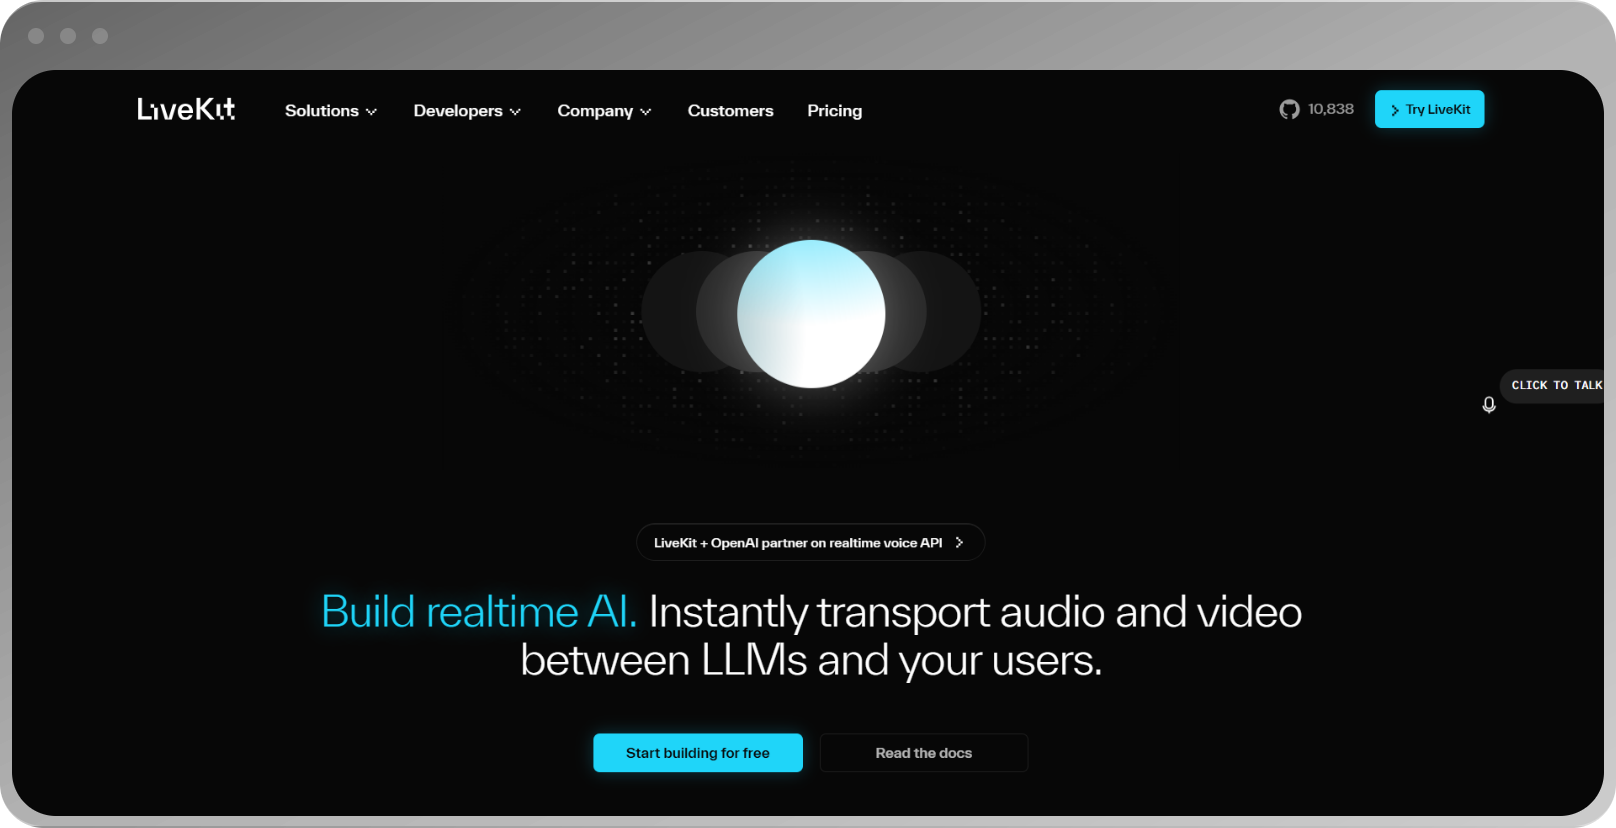 LiveKit
Solutions
Developers
Company
Customers
Pricing
10,838
Try LiveKit
CLICK TO TALK
LiveKit + OpenAI partner on realtime voice API
Build realtime AI. Instantly transport audio and video
between LLMs and your users.
Start building for free
Read the docs